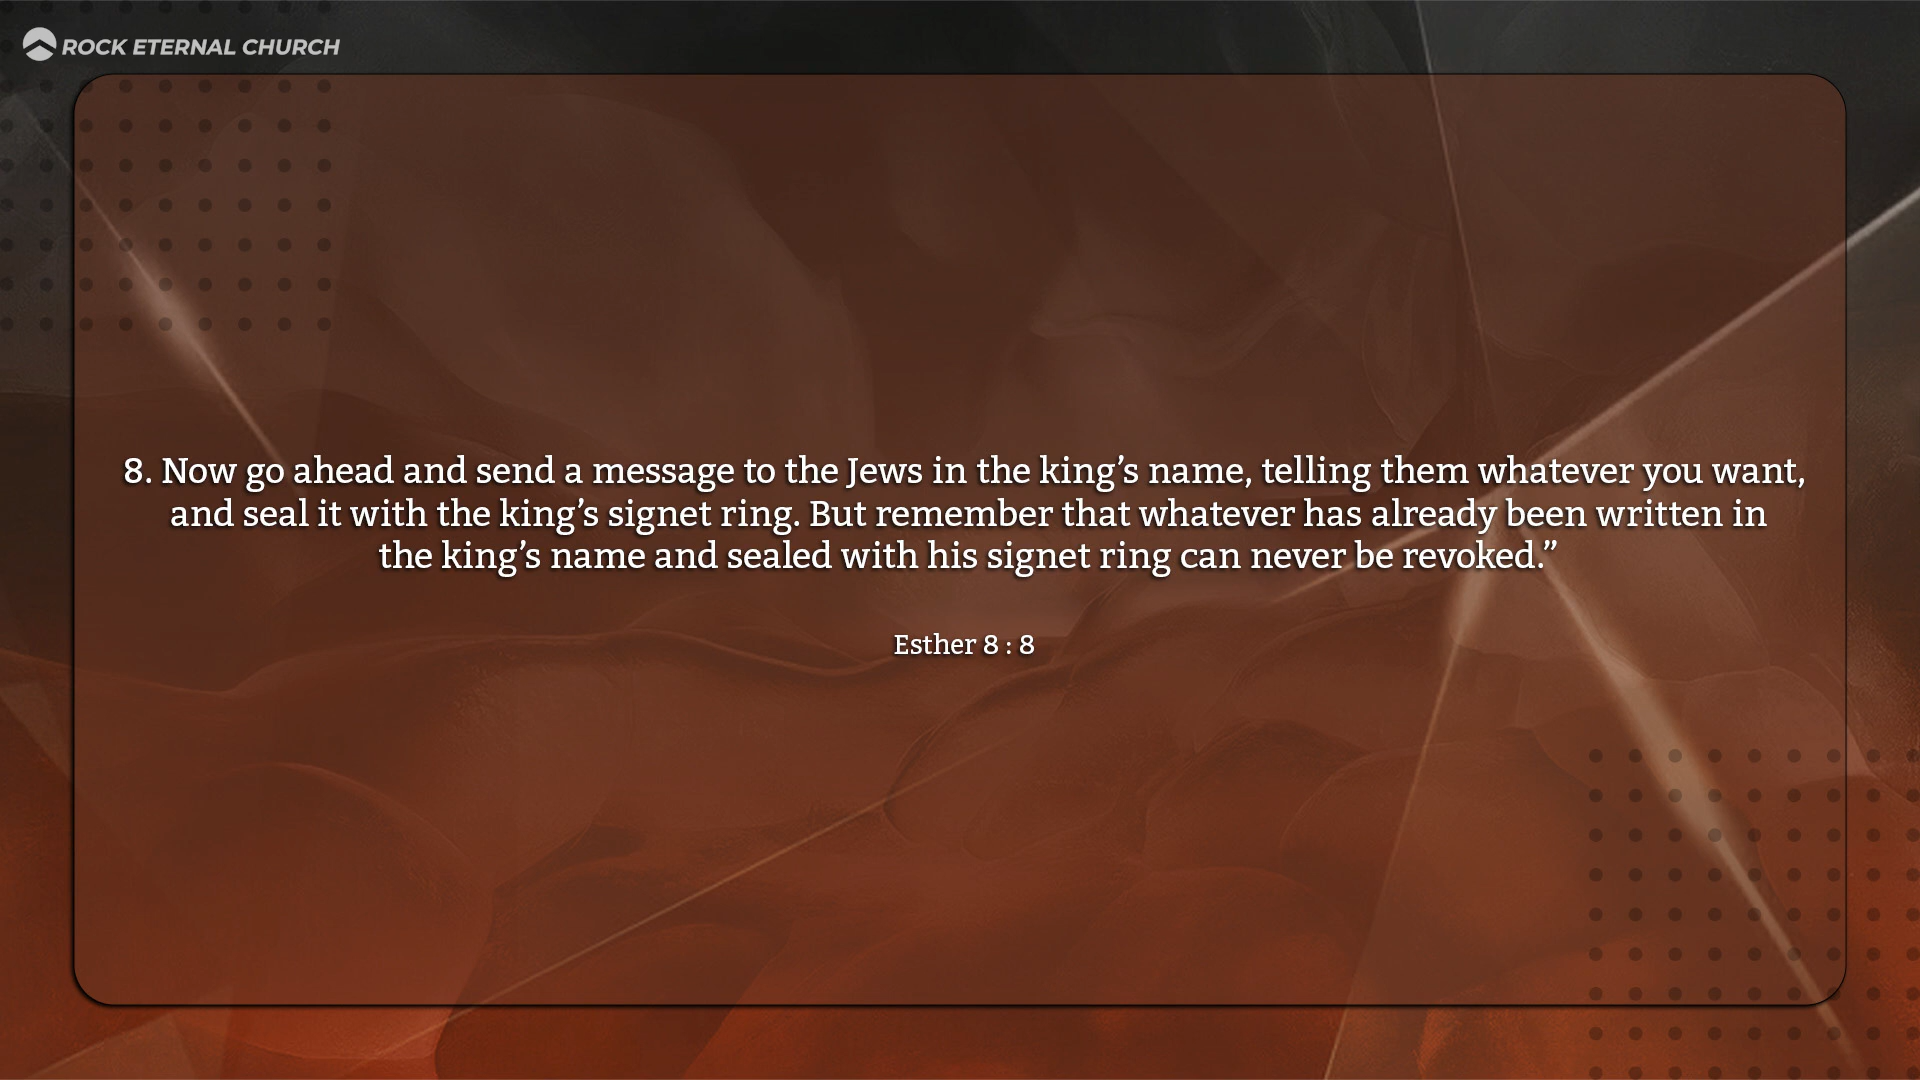 ROCK ETERNAL CHURCH
8. Now go ahead and send a message to the Jews in the king’s name, telling them whatever you want,
and seal it with the king’s signet ring. But remember that whatever has already been written in
the king’s name and sealed with his signet ring can never be revoked.”
Esther 8 : 8